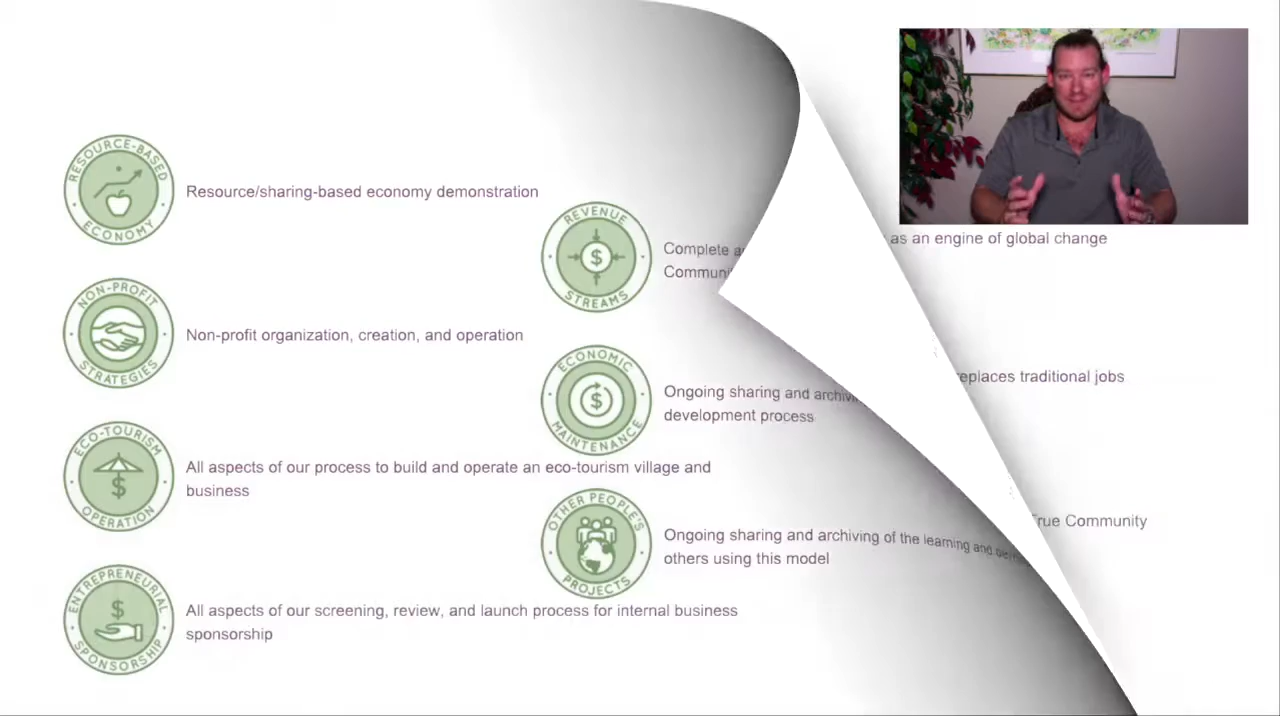 RESOURCE-BASED
ECONOMY
Resource/sharing-based economy demonstration
NON-PROFIT
STRATEGIES
Non-profit organization, creation, and operation
ECO-TOURISM
OPERATION
All aspects of our process to build and operate an eco-tourism village and
business
ENTREPRENEURIAL
SPONSORSHIP
All aspects of our screening, review, and launch process for internal business
sponsorship
REVENUE
STREAMS
Complete
ECONOMIC
MAINTENANCE
Ongoing sharing and
development process
OTHER PEOPLE'S
PROJECTS
Ongoing sharing and archiving of the learning and
others using this model
as an engine of global change
replaces traditional jobs
True Community